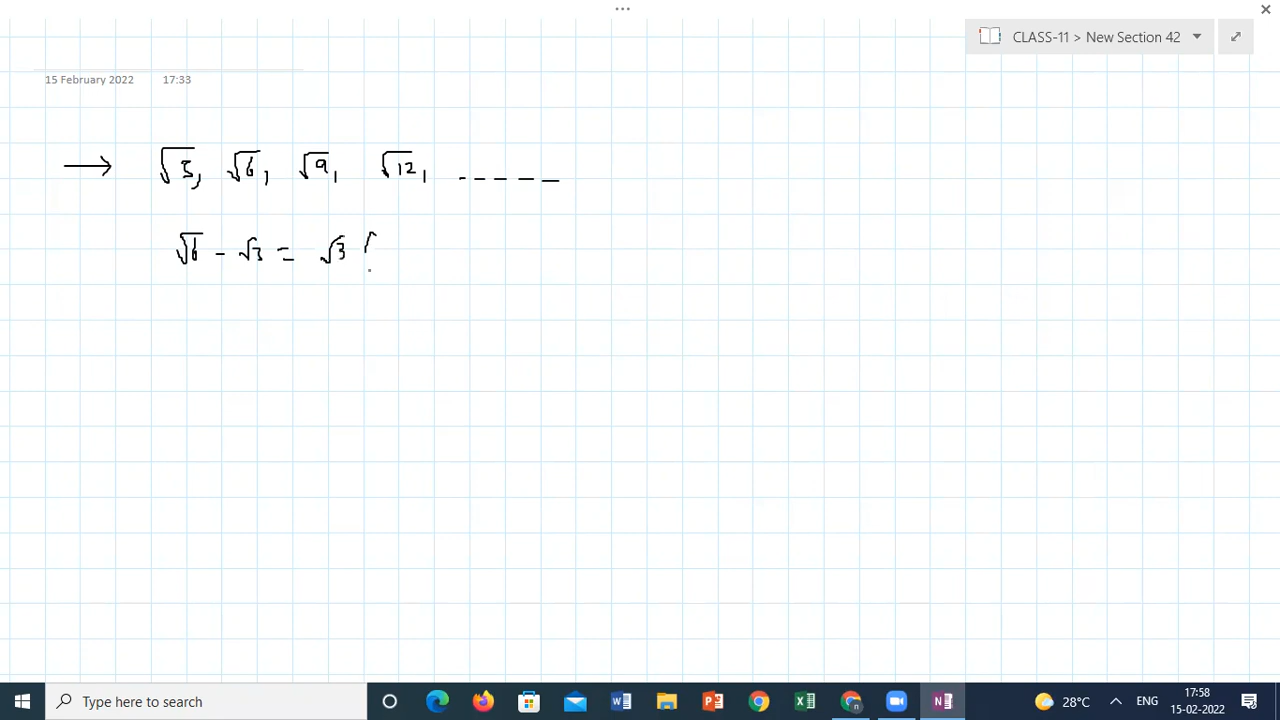 ...
CLASS-11 > New Section 42
15 February 2022 17:33
→ √3, √6, √9, √12, -----
√6 - √3 = √3 (
Type here to search
28°C ENG 17:58
15-02-2022